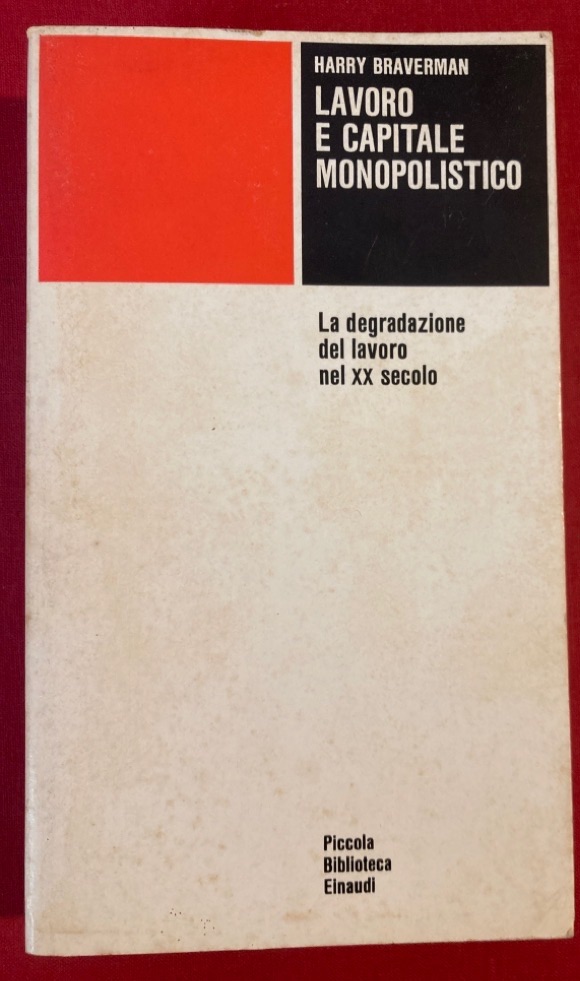 HARRY BRAVERMAN
LAVORO
E CAPITALE
MONOPOLISTICO
La degradazione
del lavoro
nel XX secolo
Piccola
Biblioteca
Einaudi